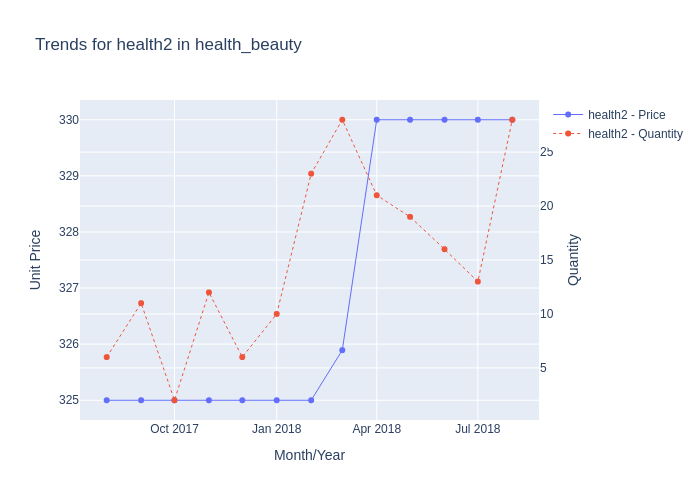 Trends for health2 in health_beauty
health2 - Price
health2 - Quantity
330
329
328
327
326
325
25
20
15
10
5
Unit Price
Quantity
Oct 2017
Jan 2018
Apr 2018
Jul 2018
Month/Year